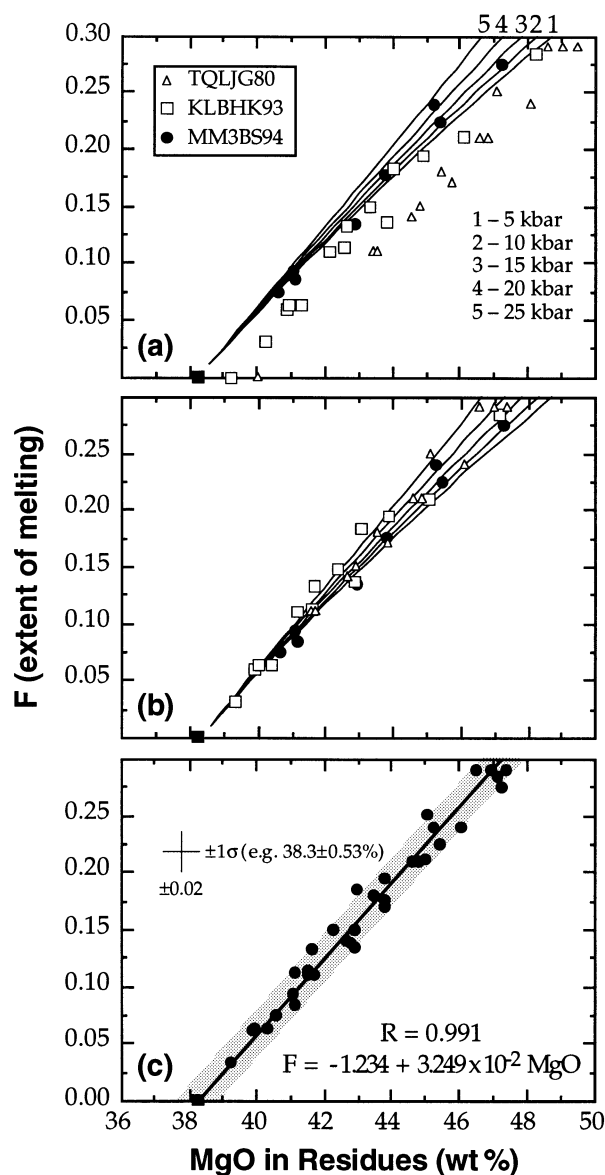 5 4 3 2 1
0.30
TQLJG80
KLBHK93
MM3BS94
0.25
0.20
0.15
0.10
0.05
1 – 5 kbar
2 – 10 kbar
3 – 15 kbar
4 – 20 kbar
5 – 25 kbar
(a)
F (extent of melting)
0.25
0.20
0.15
0.10
0.05
(b)
0.25
0.20
0.15
0.10
0.05
0.00
±1σ (e.g. 38.3±0.53%)
±0.02
R = 0.991
F = -1.234 + 3.249x10-2 MgO
(c)
36 38 40 42 44 46 48 50
MgO in Residues (wt %)